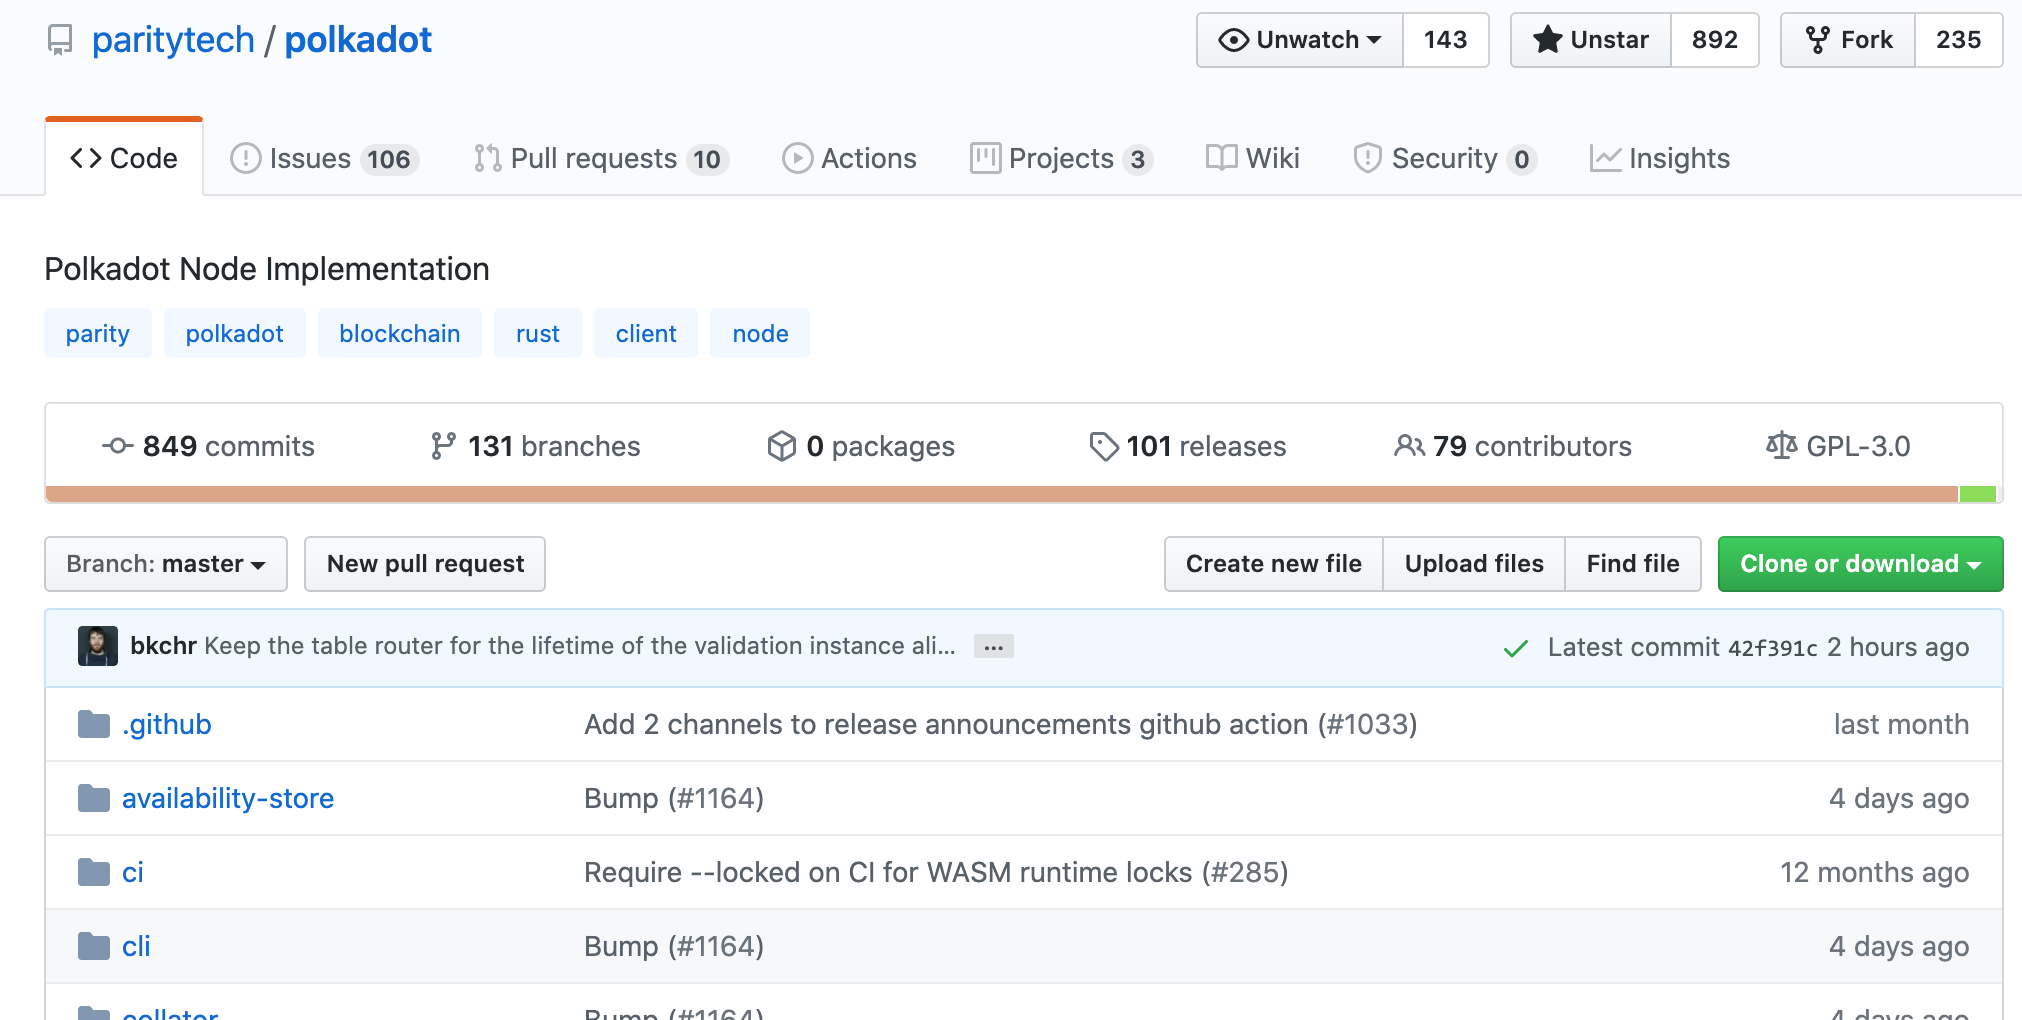 paritytech / polkadot
Unwatch 143 Unstar 892 Fork 235
Code Issues 106 Pull requests 10 Actions Projects 3 Wiki Security 0 Insights
Polkadot Node Implementation
parity polkadot blockchain rust client node
849 commits 131 branches 0 packages 101 releases 79 contributors GPL-3.0
Branch: master New pull request Create new file Upload files Find file Clone or download
bkchr Keep the table router for the lifetime of the validation instance ali... ... Latest commit 42f391c 2 hours ago
.github Add 2 channels to release announcements github action (#1033) last month
availability-store Bump (#1164) 4 days ago
ci Require --locked on CI for WASM runtime locks (#285) 12 months ago
cli Bump (#1164) 4 days ago
collator Bump (#1164) 4 days ago